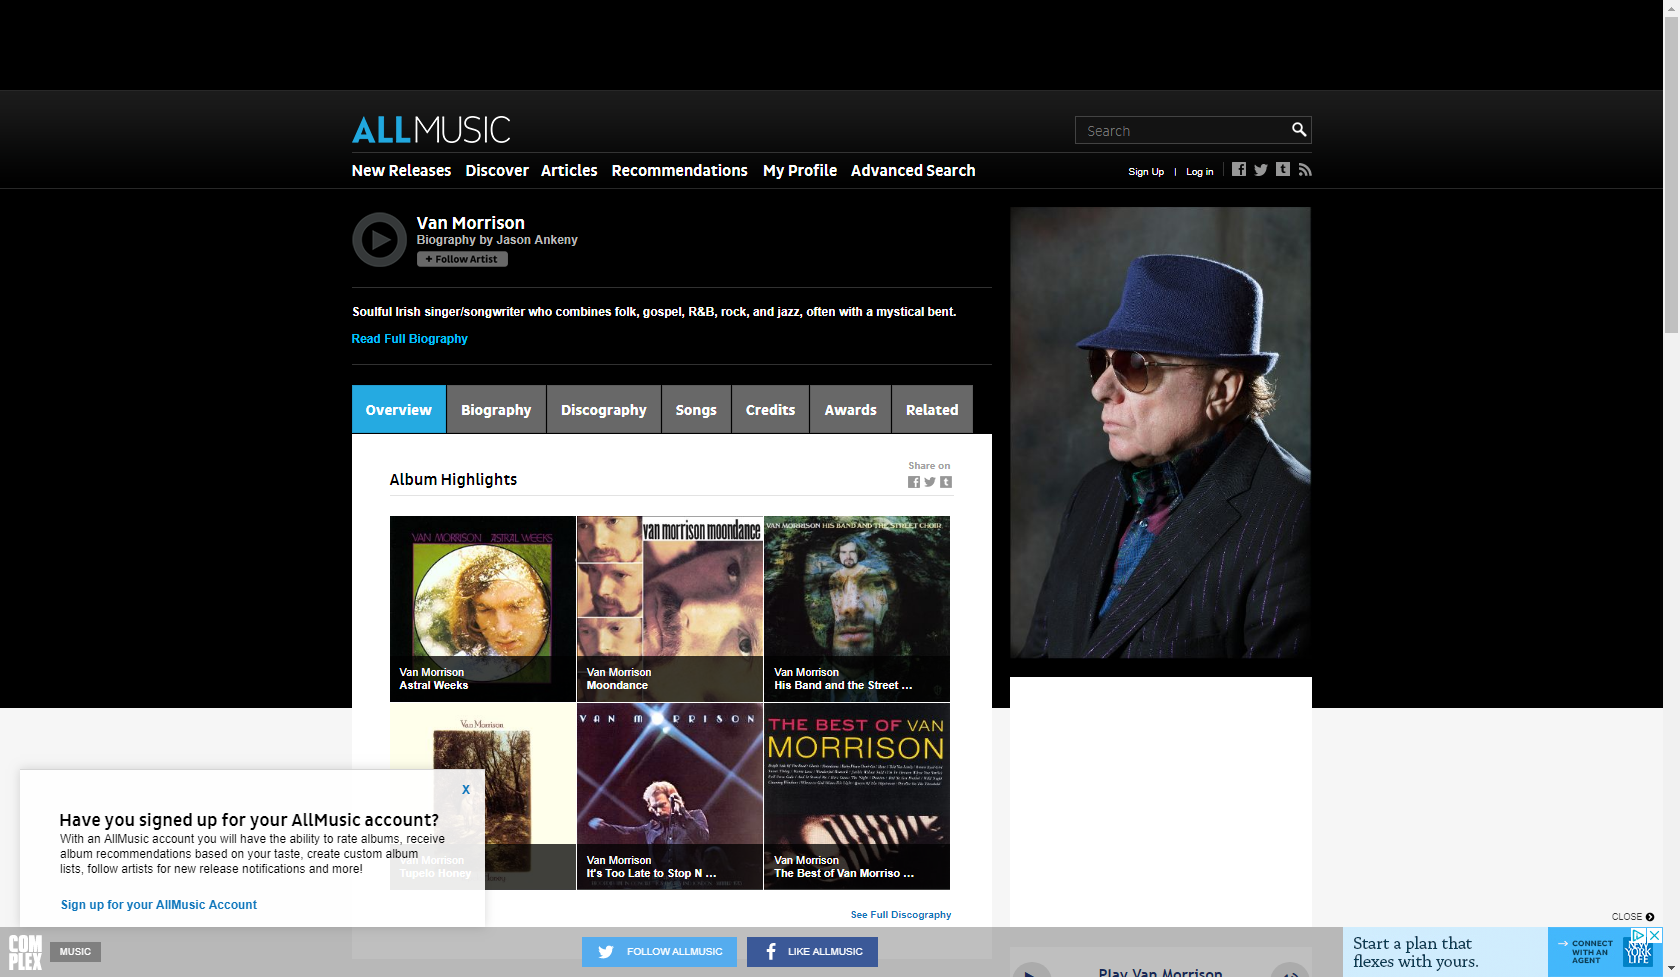 ALLMUSIC
Search
New Releases Discover Articles Recommendations My Profile Advanced Search
Sign Up | Log in
Van Morrison
Biography by Jason Ankeny
+ Follow Artist
Soulful Irish singer/songwriter who combines folk, gospel, R&B, rock, and jazz, often with a mystical bent.
Read Full Biography
Overview Biography Discography Songs Credits Awards Related
Share on
Album Highlights
VAN MORRISON ASTRAL WEEKS
van morrison moondance
VAN MORRISON HIS BAND AND THE STREET CHOIR
Van Morrison
Astral Weeks
Van Morrison
Moondance
Van Morrison
His Band and the Street ...
Van Morrison
VAN MORRISON
THE BEST OF VAN
MORRISON
Van Morrison
Tupelo Honey
Van Morrison
It's Too Late to Stop N ...
Van Morrison
The Best of Van Morriso ...
See Full Discography
X
Have you signed up for your AllMusic account?
With an AllMusic account you will have the ability to rate albums, receive
album recommendations based on your taste, create custom album
lists, follow artists for new release notifications and more!
Sign up for your AllMusic Account
CLOSE
COM
PLEX
MUSIC
FOLLOW ALLMUSIC
LIKE ALLMUSIC
Play Van Morrison
Start a plan that
flexes with yours.
CONNECT
WITH AN
AGENT
NEW
YORK
LIFE